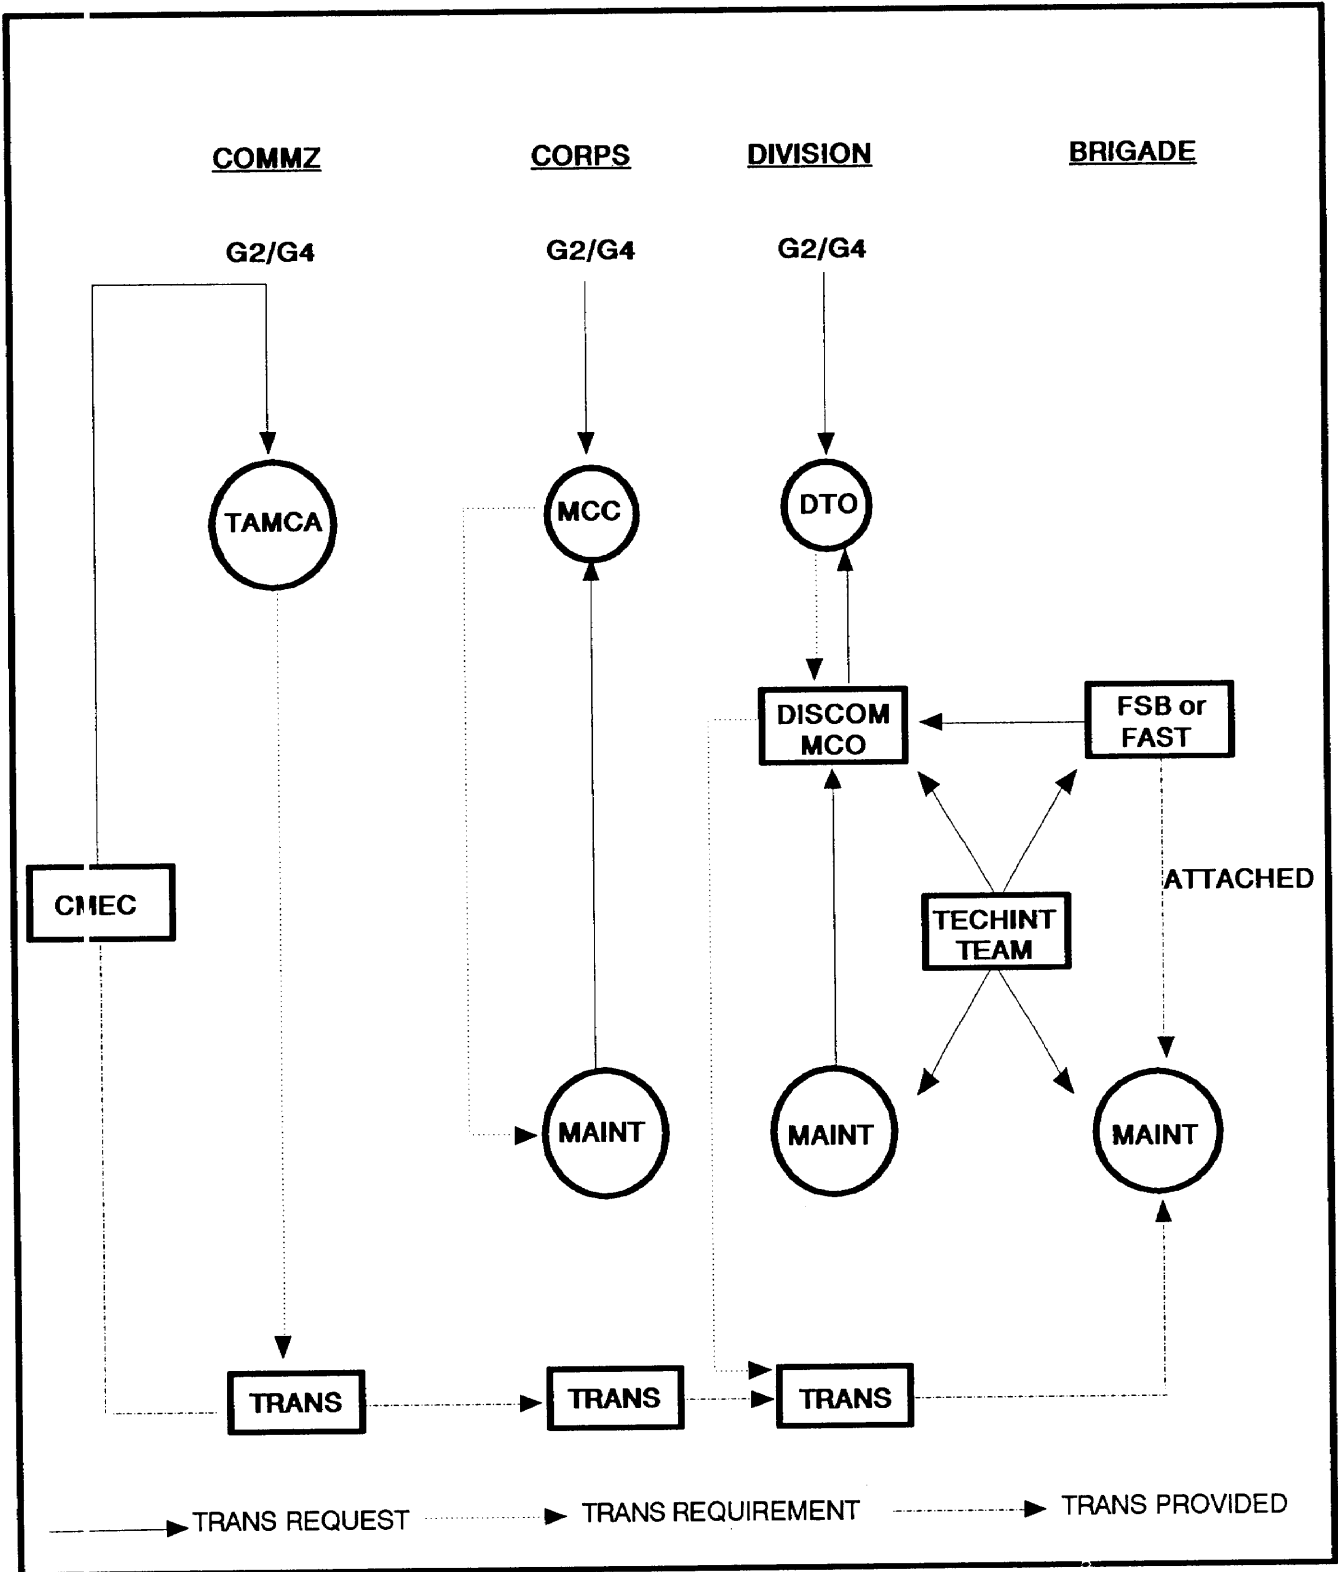 COMMZ
CORPS
DIVISION
BRIGADE
G2/G4
G2/G4
G2/G4
TAMCA
MCC
DTO
DISCOM
MCO
FSB or
FAST
CMEC
TECHINT
TEAM
ATTACHED
MAINT
MAINT
MAINT
TRANS
TRANS
TRANS
TRANS REQUEST
TRANS REQUIREMENT
TRANS PROVIDED